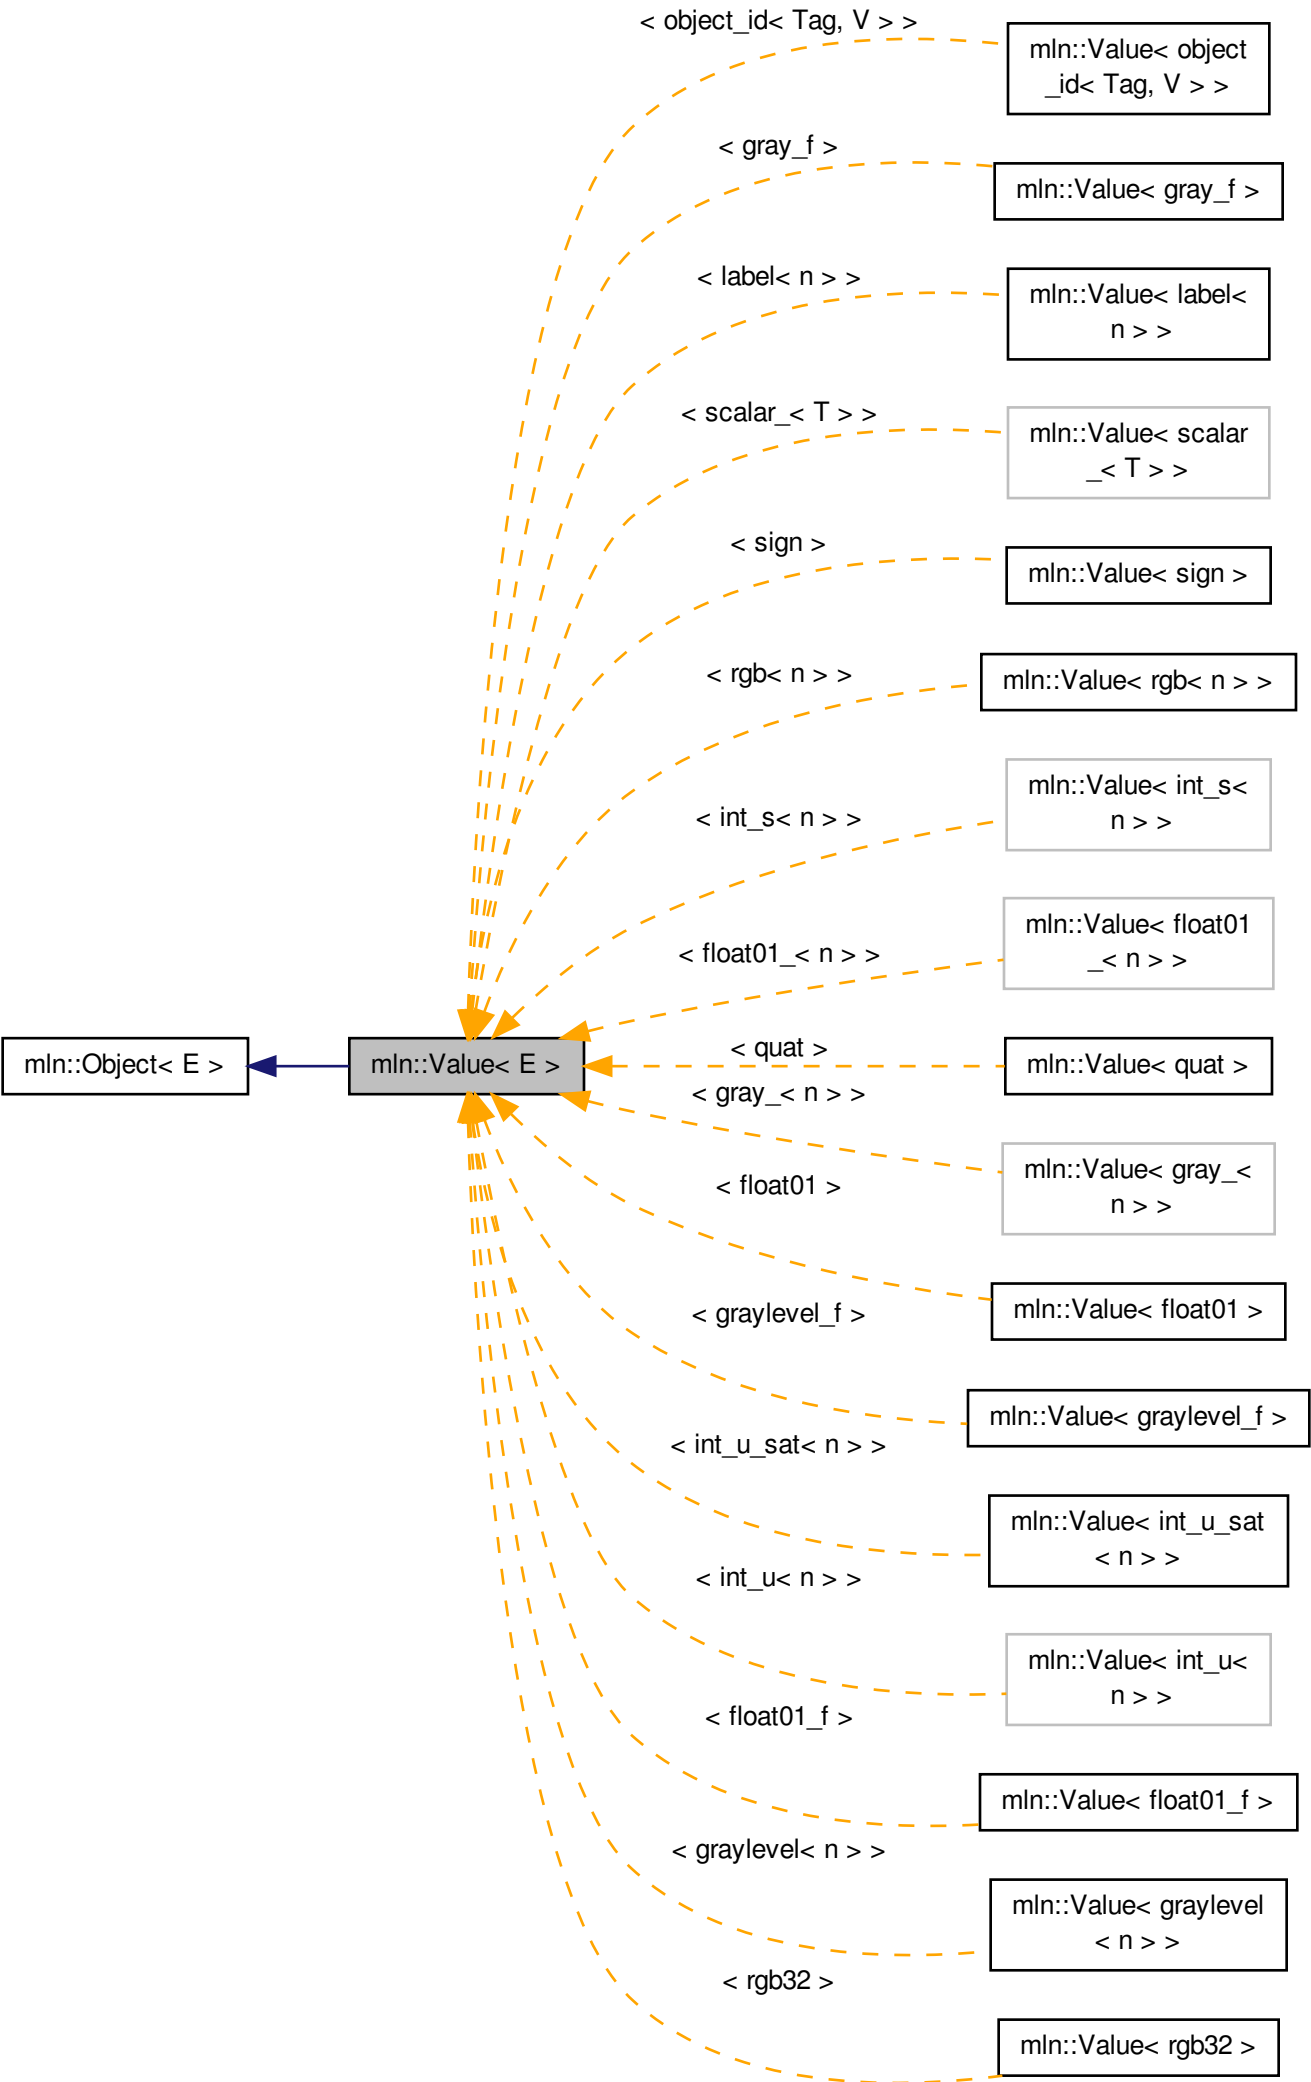 < object_id< Tag, V > >
mln::Value< object
_id< Tag, V > >
< gray_f >
mln::Value< gray_f >
< label< n > >
mln::Value< label<
n > >
< scalar_< T > >
mln::Value< scalar
_< T > >
< sign >
mln::Value< sign >
< rgb< n > >
mln::Value< rgb< n > >
< int_s< n > >
mln::Value< int_s<
n > >
< float01_< n > >
mln::Value< float01
_< n > >
mln::Object< E >
mln::Value< E >
< quat >
mln::Value< quat >
< gray_< n > >
mln::Value< gray_<
n > >
< float01 >
mln::Value< float01 >
< graylevel_f >
mln::Value< graylevel_f >
< int_u_sat< n > >
mln::Value< int_u_sat
< n > >
< int_u< n > >
mln::Value< int_u<
n > >
< float01_f >
mln::Value< float01_f >
< graylevel< n > >
mln::Value< graylevel
< n > >
< rgb32 >
mln::Value< rgb32 >